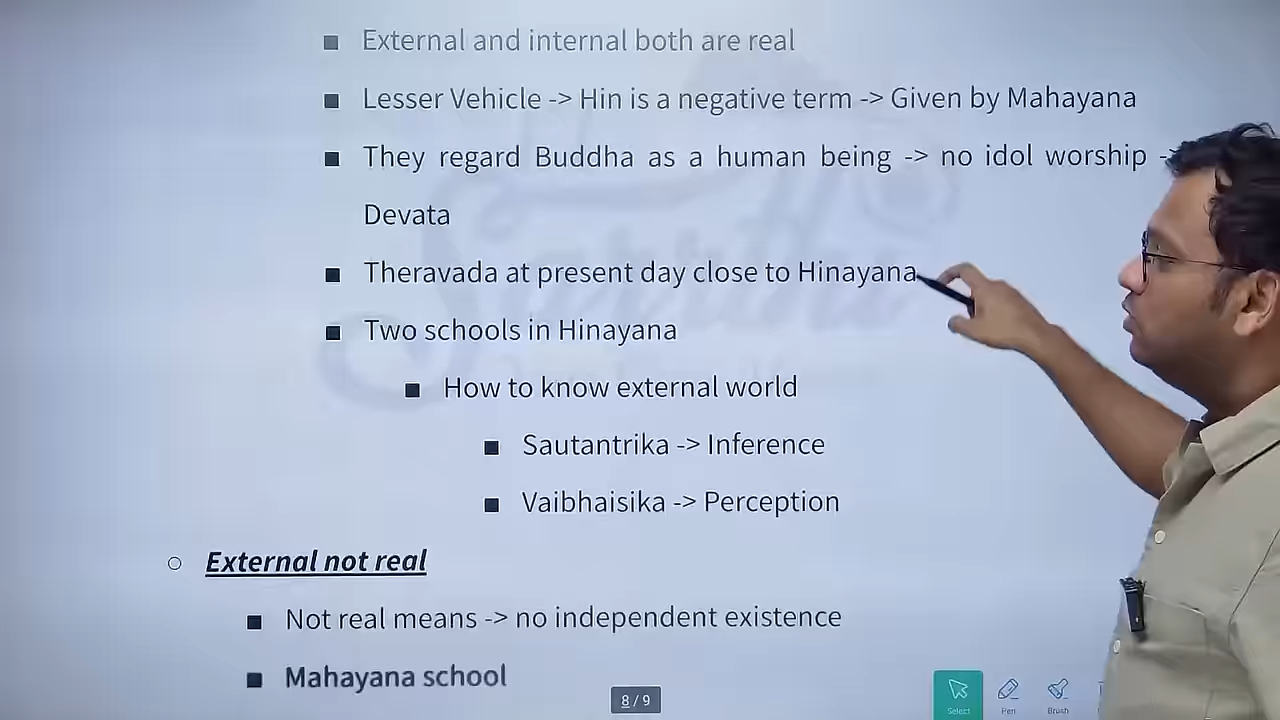 ■ External and internal both are real
■ Lesser Vehicle -> Hin is a negative term -> Given by Mahayana
■ They regard Buddha as a human being -> no idol worship -
Devata
■ Theravada at present day close to Hinayana
■ Two schools in Hinayana
■ How to know external world
■ Sautantrika -> Inference
■ Vaibhaisika -> Perception
○ External not real
■ Not real means -> no independent existence
■ Mahayana school
8 / 9
Select Pen Brush